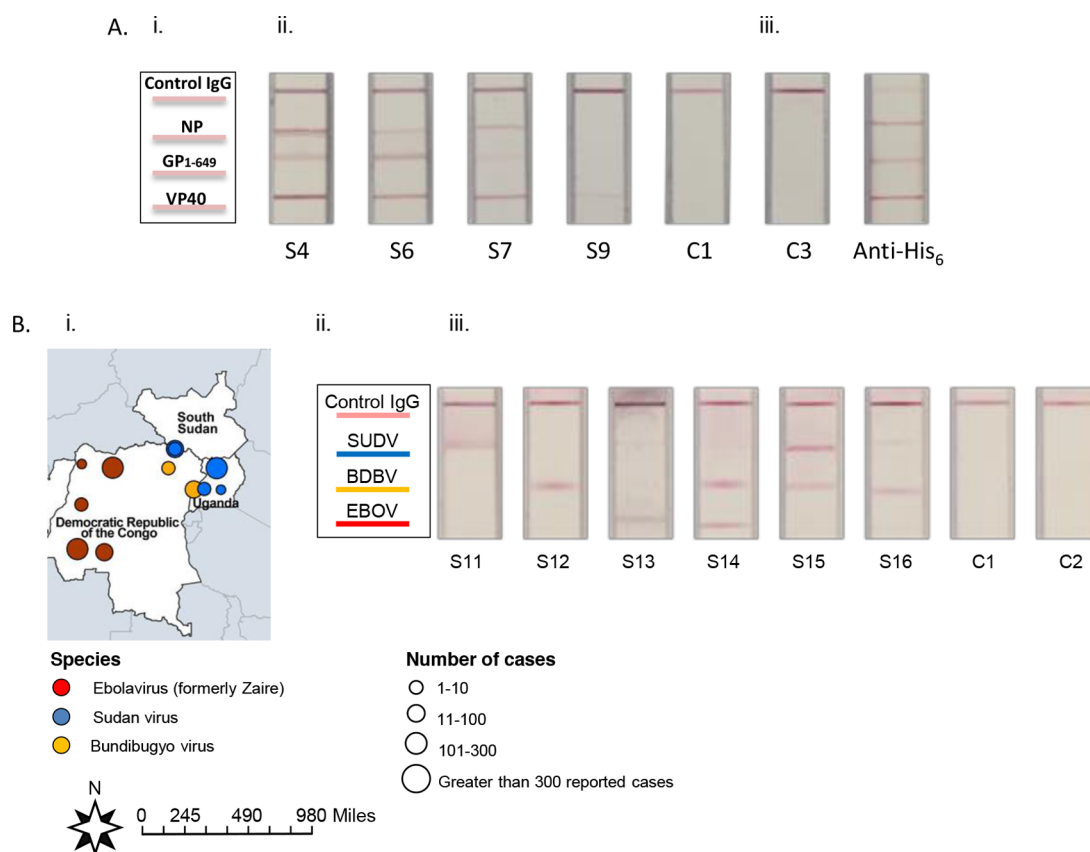 A.
i.
ii.
iii.
Control IgG
NP
GP1-649
VP40
S4
S6
S7
S9
C1
C3
Anti-His6
B.
i.
ii.
iii.
South
Sudan
Uganda
Democratic Republic
of the Congo
Control IgG
SUDV
BDBV
EBOV
S11
S12
S13
S14
S15
S16
C1
C2
Species
Ebolavirus (formerly Zaire)
Sudan virus
Bundibugyo virus
Number of cases
1-10
11-100
101-300
Greater than 300 reported cases
N
0 245 490 980 Miles